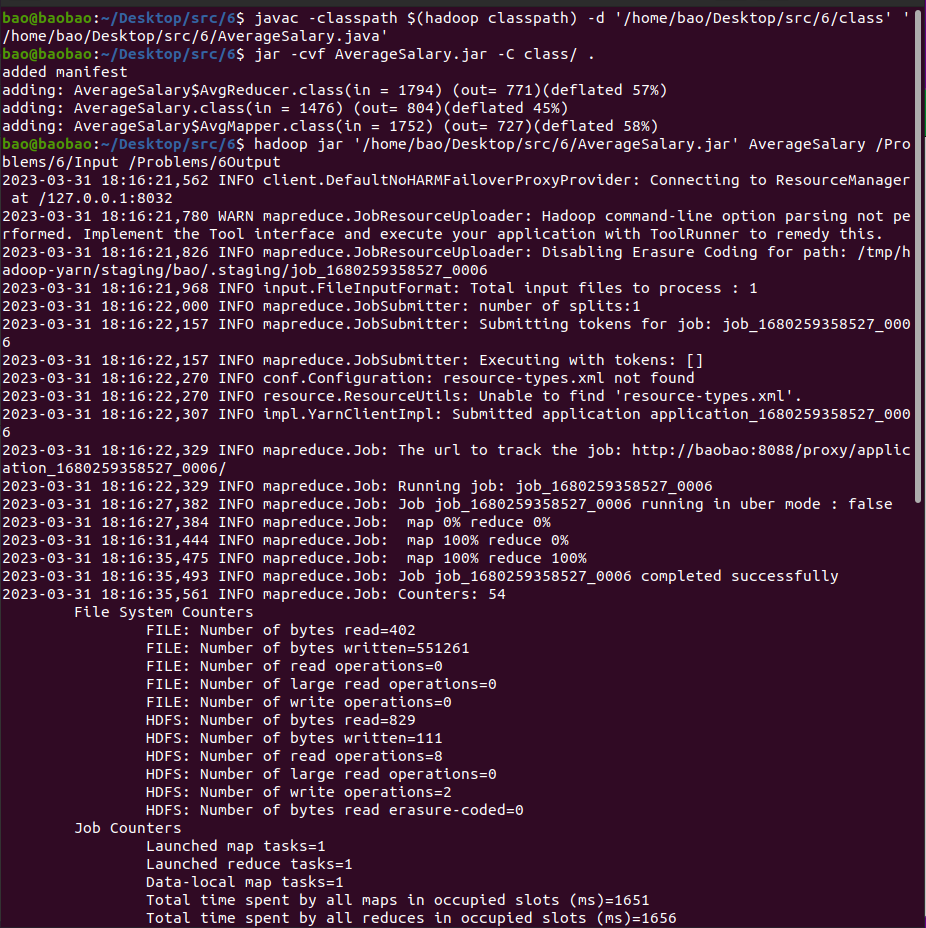 bao@baobao:~/Desktop/src/6$ javac -classpath $(hadoop classpath) -d '/home/bao/Desktop/src/6/class' '
/home/bao/Desktop/src/6/AverageSalary.java'
bao@baobao:~/Desktop/src/6$ jar -cvf AverageSalary.jar -C class/ .
added manifest
adding: AverageSalary$AvgReducer.class(in = 1794) (out= 771)(deflated 57%)
adding: AverageSalary.class(in = 1476) (out= 804)(deflated 45%)
adding: AverageSalary$AvgMapper.class(in = 1752) (out= 727)(deflated 58%)
bao@baobao:~/Desktop/src/6$ hadoop jar '/home/bao/Desktop/src/6/AverageSalary.jar' AverageSalary /Pro
blems/6/Input /Problems/6Output
2023-03-31 18:16:21,562 INFO client.DefaultNoHARMFailoverProxyProvider: Connecting to ResourceManager
 at /127.0.0.1:8032
2023-03-31 18:16:21,780 WARN mapreduce.JobResourceUploader: Hadoop command-line option parsing not pe
rformed. Implement the Tool interface and execute your application with ToolRunner to remedy this.
2023-03-31 18:16:21,826 INFO mapreduce.JobResourceUploader: Disabling Erasure Coding for path: /tmp/h
adoop-yarn/staging/bao/.staging/job_1680259358527_0006
2023-03-31 18:16:21,968 INFO input.FileInputFormat: Total input files to process : 1
2023-03-31 18:16:22,000 INFO mapreduce.JobSubmitter: number of splits:1
2023-03-31 18:16:22,157 INFO mapreduce.JobSubmitter: Submitting tokens for job: job_1680259358527_000
6
2023-03-31 18:16:22,157 INFO mapreduce.JobSubmitter: Executing with tokens: []
2023-03-31 18:16:22,270 INFO conf.Configuration: resource-types.xml not found
2023-03-31 18:16:22,270 INFO resource.ResourceUtils: Unable to find 'resource-types.xml'.
2023-03-31 18:16:22,307 INFO impl.YarnClientImpl: Submitted application application_1680259358527_000
6
2023-03-31 18:16:22,329 INFO mapreduce.Job: The url to track the job: http://baobao:8088/proxy/applic
ation_1680259358527_0006/
2023-03-31 18:16:22,329 INFO mapreduce.Job: Running job: job_1680259358527_0006
2023-03-31 18:16:27,382 INFO mapreduce.Job: Job job_1680259358527_0006 running in uber mode : false
2023-03-31 18:16:27,384 INFO mapreduce.Job:  map 0% reduce 0%
2023-03-31 18:16:31,444 INFO mapreduce.Job:  map 100% reduce 0%
2023-03-31 18:16:35,475 INFO mapreduce.Job:  map 100% reduce 100%
2023-03-31 18:16:35,493 INFO mapreduce.Job: Job job_1680259358527_0006 completed successfully
2023-03-31 18:16:35,561 INFO mapreduce.Job: Counters: 54
File System Counters
FILE: Number of bytes read=402
FILE: Number of bytes written=551261
FILE: Number of read operations=0
FILE: Number of large read operations=0
FILE: Number of write operations=0
HDFS: Number of bytes read=829
HDFS: Number of bytes written=111
HDFS: Number of read operations=8
HDFS: Number of large read operations=0
HDFS: Number of write operations=2
HDFS: Number of bytes read erasure-coded=0
Job Counters
Launched map tasks=1
Launched reduce tasks=1
Data-local map tasks=1
Total time spent by all maps in occupied slots (ms)=1651
Total time spent by all reduces in occupied slots (ms)=1656